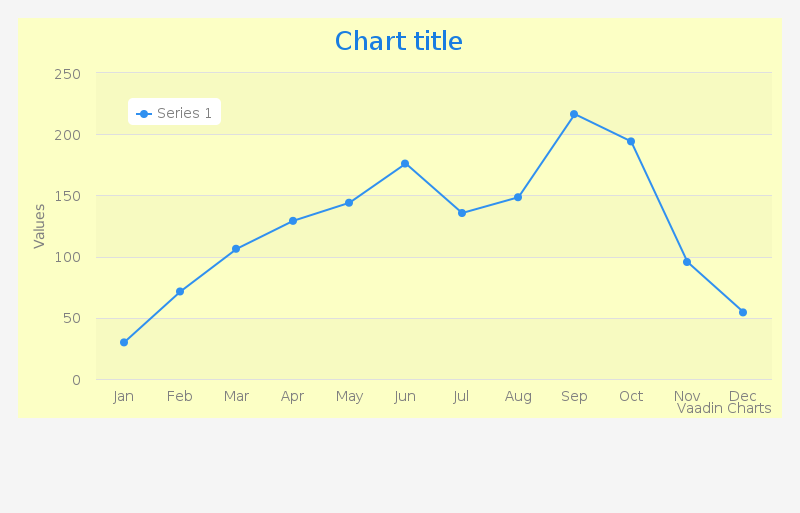 Chart title
250
200
150
100
50
0
Values
Series 1
Jan Feb Mar Apr May Jun Jul Aug Sep Oct Nov Dec
Vaadin Charts